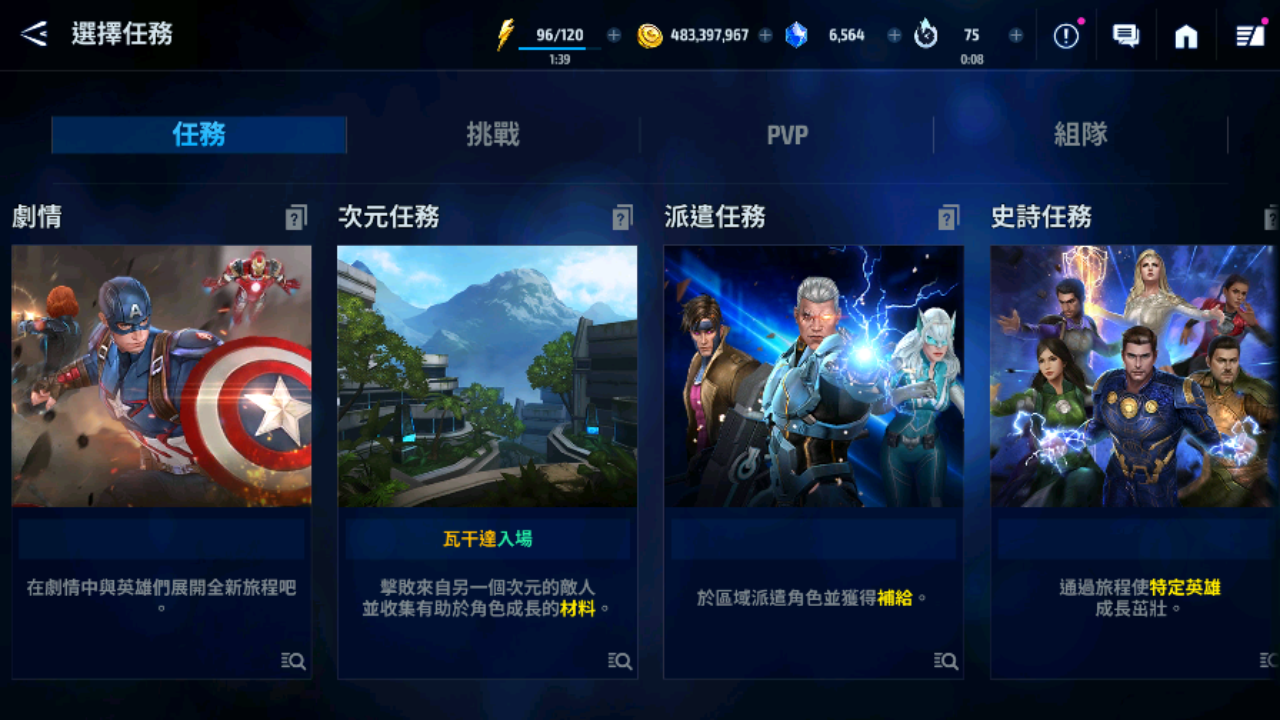 選擇任務
96/120
1:39
483,397,967
6,564
75
0:08
任務
挑戰
PVP
組隊
劇情
次元任務
派遣任務
史詩任務
瓦干達入場
在劇情中與英雄們展開全新旅程吧
。
擊敗來自另一個次元的敵人
並收集有助於角色成長的材料。
於區域派遣角色並獲得補給。
通過旅程使特定英雄
成長茁壯。